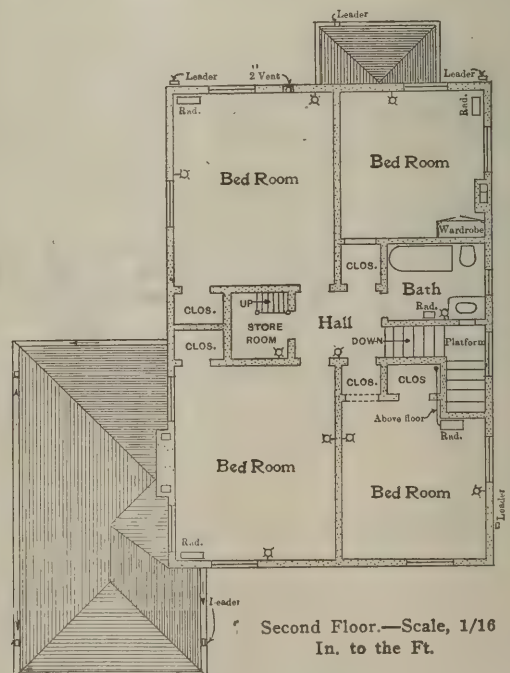 Leader
Leader
2" Vent
Leader
Rad.
Rad.
Bed Room
Bed Room
Wardrobe
CLOS.
Bath
UP
CLOS.
Rad.
STORE
ROOM
Hall
DOWN
Platform
CLOS.
CLOS.
CLOS
Above floor
Rad.
Bed Room
Bed Room
Leader
Rad.
Leader
Second Floor.—Scale, 1/16
In. to the Ft.